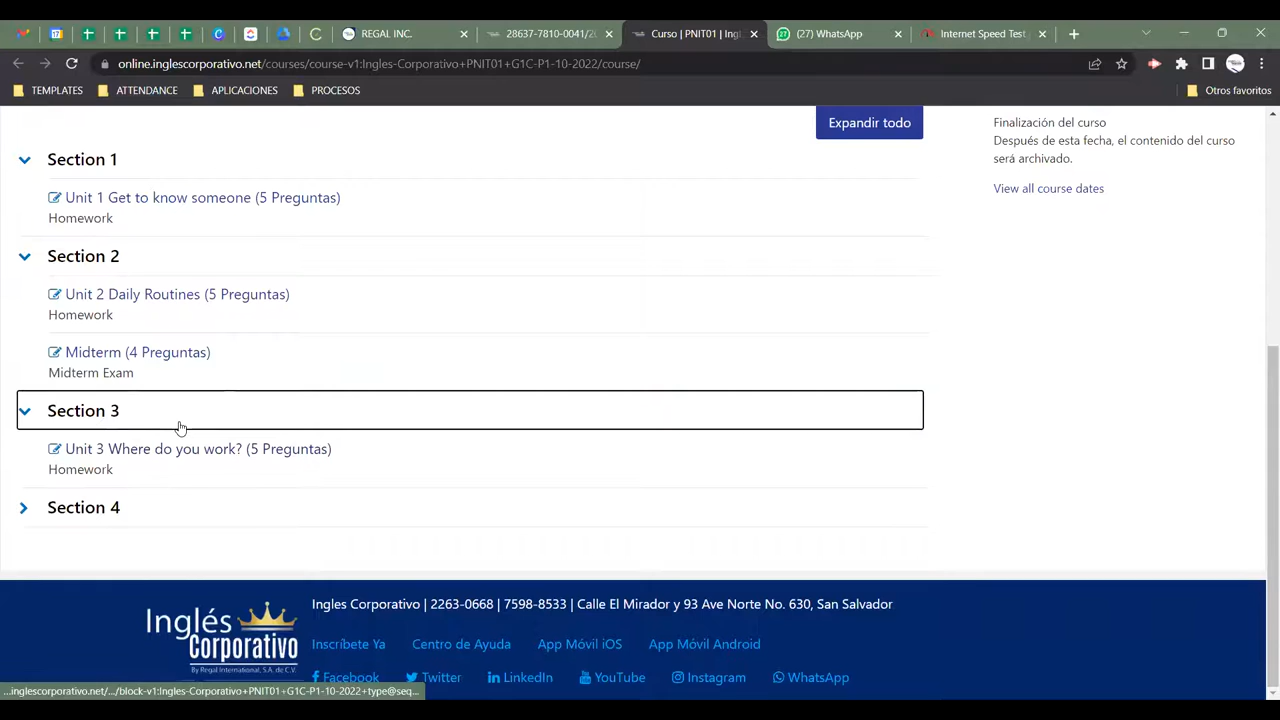 REGAL INC.
28637-7810-0041/2
Curso | PNIT01 | Ingl
(27) WhatsApp
Internet Speed Test
online.inglescorporativo.net/courses/course-v1:Ingles-Corporativo+PNIT01+G1C-P1-10-2022/course/
TEMPLATES
ATTENDANCE
APLICACIONES
PROCESOS
Otros favoritos
Expandir todo
Finalización del curso
Después de esta fecha, el contenido del curso
será archivado.
View all course dates
Section 1
Unit 1 Get to know someone (5 Preguntas)
Homework
Section 2
Unit 2 Daily Routines (5 Preguntas)
Homework
Midterm (4 Preguntas)
Midterm Exam
Section 3
Unit 3 Where do you work? (5 Preguntas)
Homework
Section 4
Inglés
Corporativo
By Regal International, S.A. de C.V.
Ingles Corporativo | 2263-0668 | 7598-8533 | Calle El Mirador y 93 Ave Norte No. 630, San Salvador
Inscríbete Ya
Centro de Ayuda
App Móvil iOS
App Móvil Android
Facebook
Twitter
LinkedIn
YouTube
Instagram
WhatsApp
...inglescorporativo.net/.../block-v1:Ingles-Corporativo+PNIT01+G1C-P1-10-2022+type@seq...